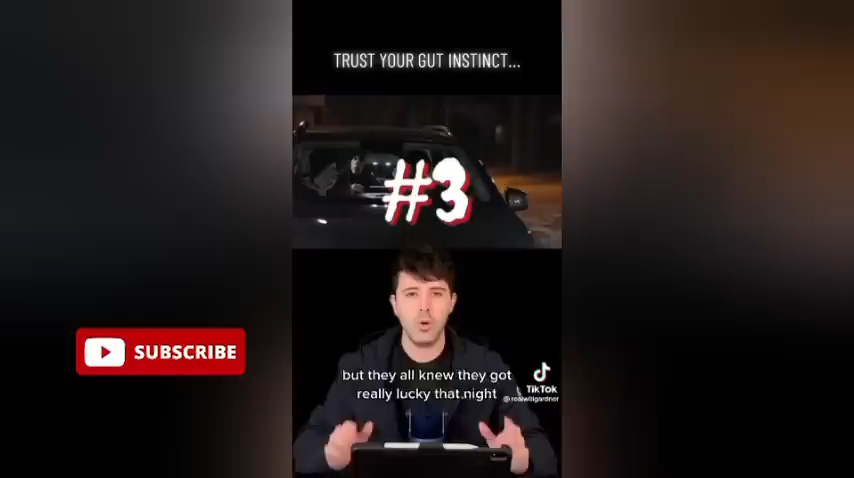 TRUST YOUR GUT INSTINCT...
#3
SUBSCRIBE
but they all knew they got
really lucky that night
TikTok
@realwillgardner